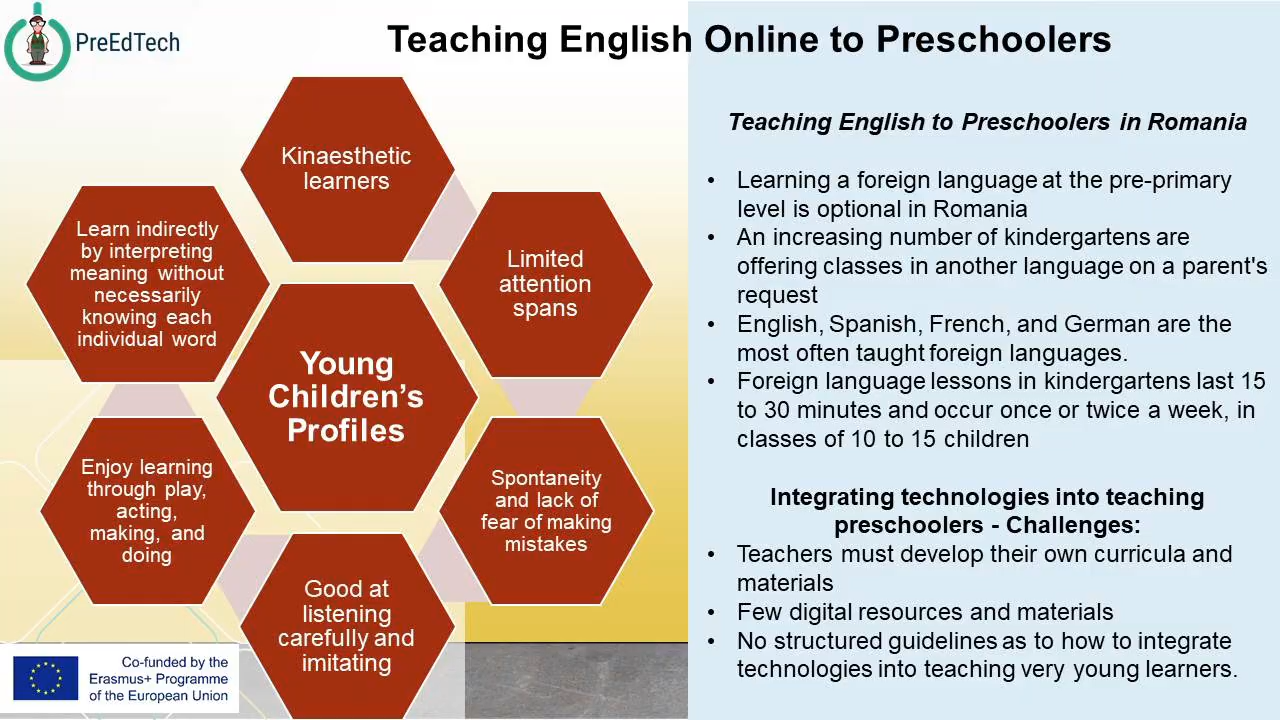 PreEdTech
Teaching English Online to Preschoolers
Kinaesthetic
learners
Limited
attention
spans
Spontaneity
and lack of
fear of making
mistakes
Good at
listening
carefully and
imitating
Enjoy learning
through play,
acting,
making, and
doing
Learn indirectly
by interpreting
meaning without
necessarily
knowing each
individual word
Young
Children’s
Profiles
Co-funded by the
Erasmus+ Programme
of the European Union
Teaching English to Preschoolers in Romania
• Learning a foreign language at the pre-primary
level is optional in Romania
• An increasing number of kindergartens are
offering classes in another language on a parent's
request
• English, Spanish, French, and German are the
most often taught foreign languages.
• Foreign language lessons in kindergartens last 15
to 30 minutes and occur once or twice a week, in
classes of 10 to 15 children
Integrating technologies into teaching
preschoolers - Challenges:
• Teachers must develop their own curricula and
materials
• Few digital resources and materials
• No structured guidelines as to how to integrate
technologies into teaching very young learners.